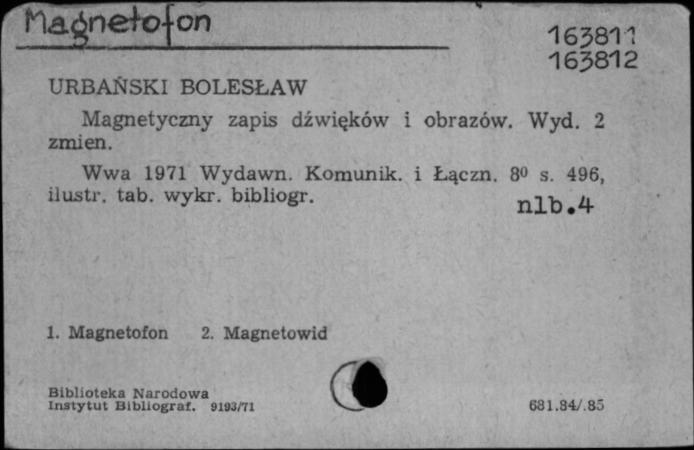 Magnetofon
163811
163812
URBAŃSKI BOLESŁAW
Magnetyczny zapis dźwięków i obrazów. Wyd. 2
zmien.
Wwa 1971 Wydawn. Komunik. i Łączn. 8⁰ s. 496,
ilustr. tab. wykr. bibliogr.
nlb.4
1. Magnetofon 2. Magnetowid
Biblioteka Narodowa
Instytut Bibliograf. 9193/71
681.84/.85